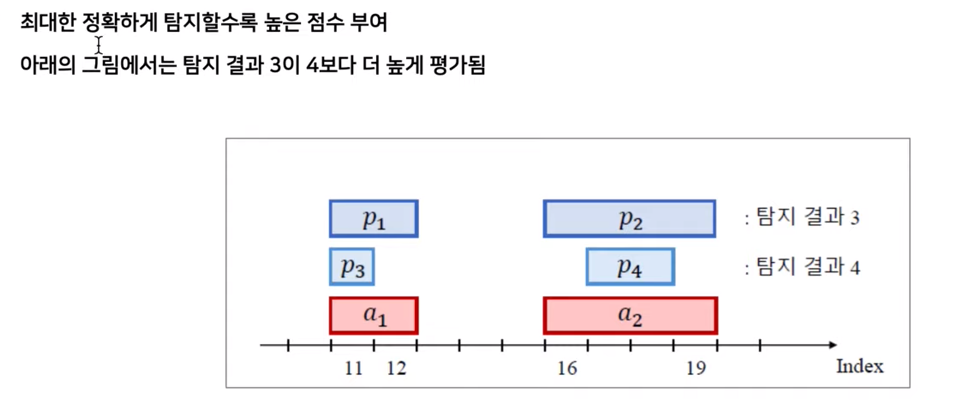 최대한 정확하게 탐지할수록 높은 점수 부여
아래의 그림에서는 탐지 결과 3이 4보다 더 높게 평가됨
p₁ p₂ : 탐지 결과 3
p₃ p₄ : 탐지 결과 4
a₁ a₂
11 12 16 19 Index